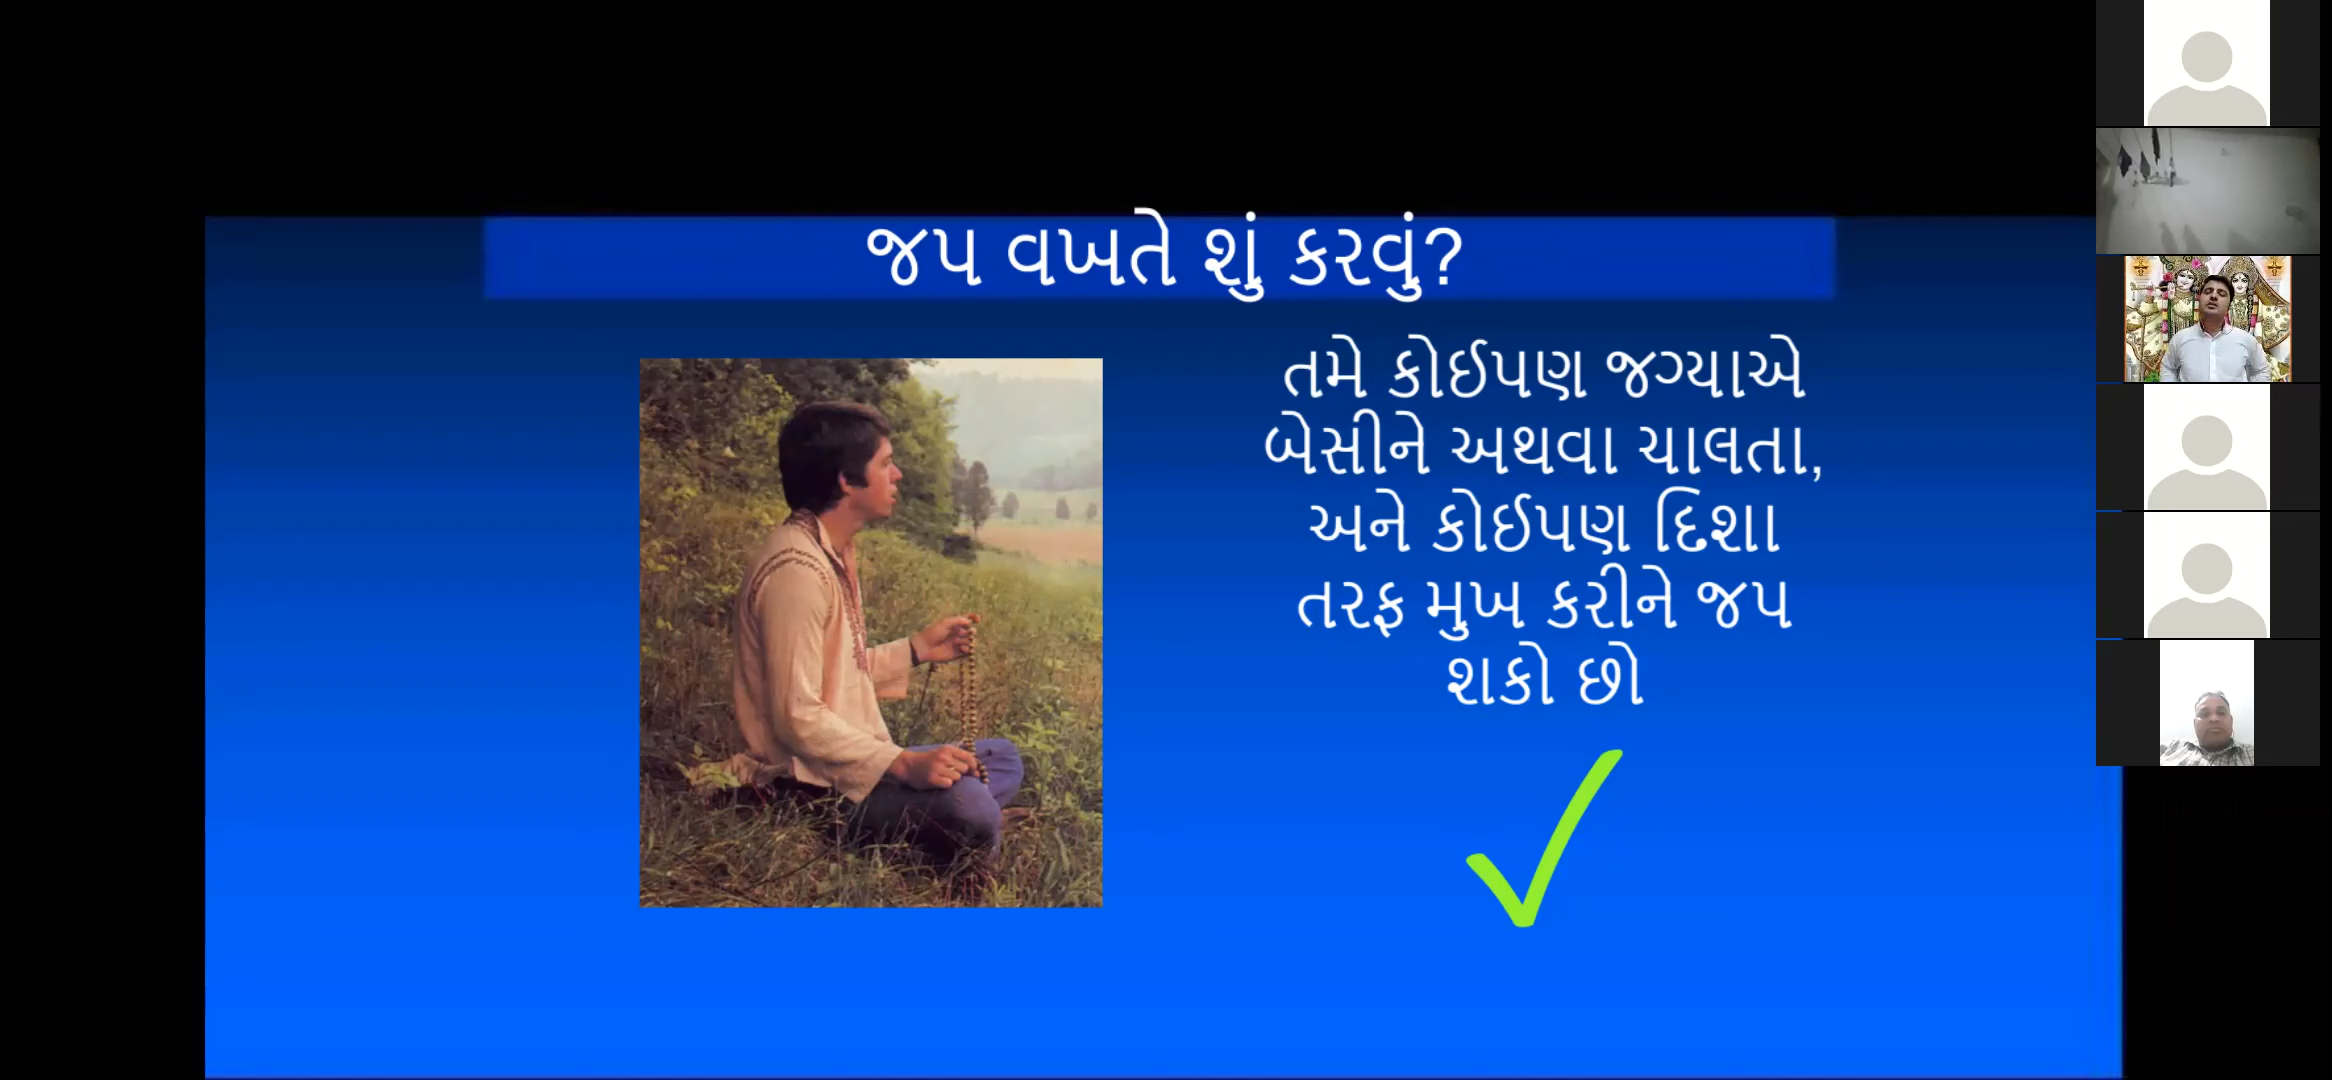 જપ વખતે શું કરવું?
તમે કોઈપણ જગ્યાએ
બેસીને અથવા ચાલતા,
અને કોઈપણ દિશા
તરફ મુખ કરીને જપ
શકો છો